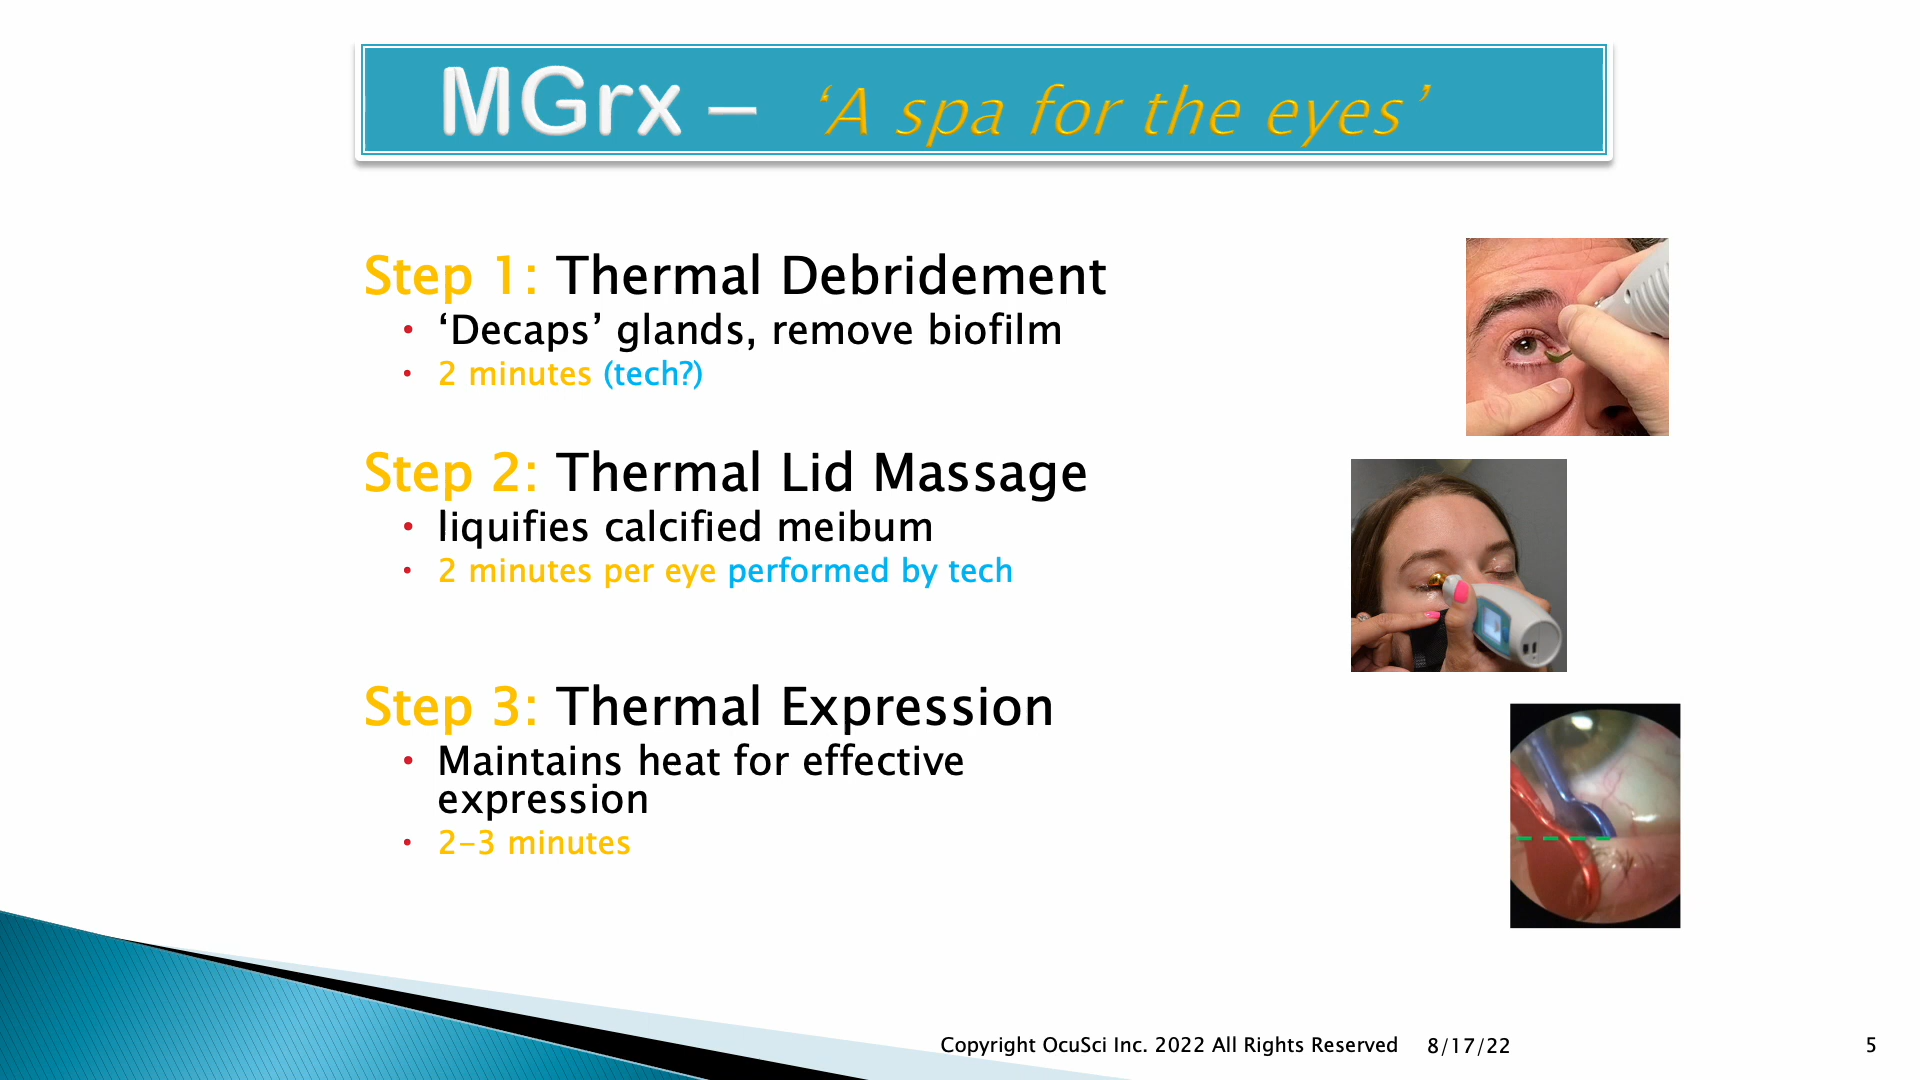 MGrx – ‘A spa for the eyes’
Step 1: Thermal Debridement
• ‘Decaps’ glands, remove biofilm
• 2 minutes (tech?)
Step 2: Thermal Lid Massage
• liquifies calcified meibum
• 2 minutes per eye performed by tech
Step 3: Thermal Expression
• Maintains heat for effective
expression
• 2-3 minutes
Copyright OcuSci Inc. 2022 All Rights Reserved 8/17/22 5